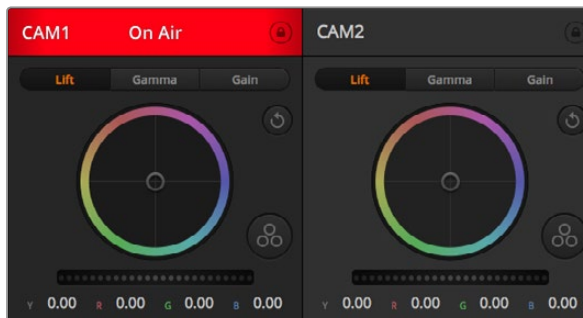 CAM1 On Air CAM2
Lift Gamma Gain Lift Gamma Gain
Y 0.00 R 0.00 G 0.00 B 0.00 Y 0.00 R 0.00 G 0.00 B 0.00